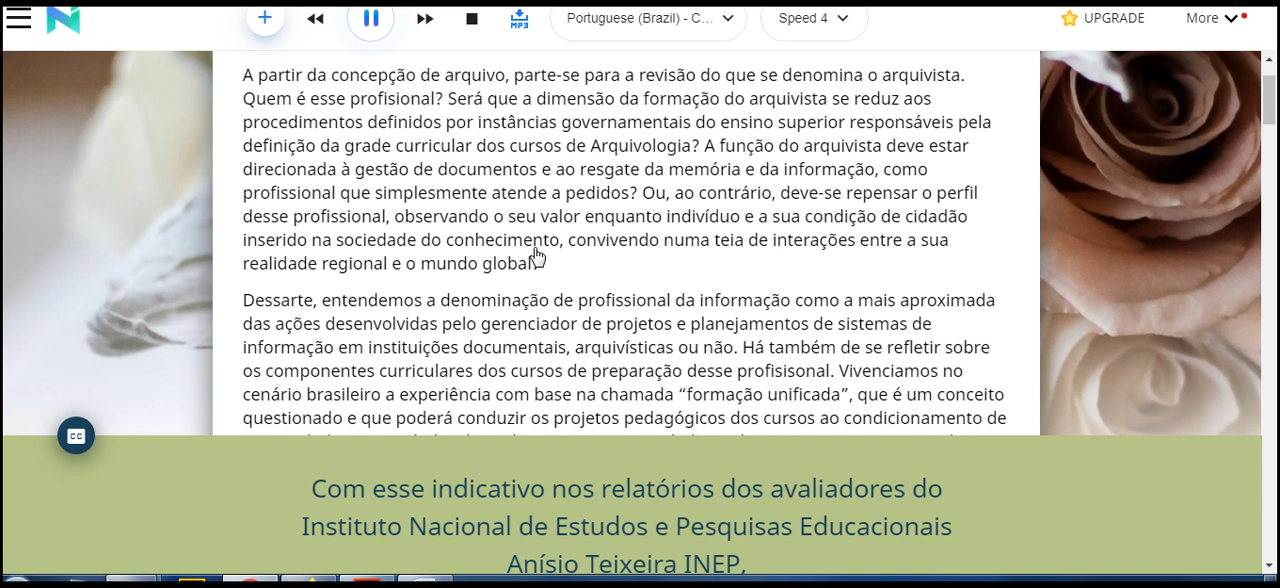 MP3
Portuguese (Brazil) - C...
Speed 4
UPGRADE
More
A partir da concepção de arquivo, parte-se para a revisão do que se denomina o arquivista.
Quem é esse profisional? Será que a dimensão da formação do arquivista se reduz aos
procedimentos definidos por instâncias governamentais do ensino superior responsáveis pela
definição da grade curricular dos cursos de Arquivologia? A função do arquivista deve estar
direcionada à gestão de documentos e ao resgate da memória e da informação, como
profissional que simplesmente atende a pedidos? Ou, ao contrário, deve-se repensar o perfil
desse profissional, observando o seu valor enquanto indivíduo e a sua condição de cidadão
inserido na sociedade do conhecimento, convivendo numa teia de interações entre a sua
realidade regional e o mundo global.
Dessarte, entendemos a denominação de profissional da informação como a mais aproximada
das ações desenvolvidas pelo gerenciador de projetos e planejamentos de sistemas de
informação em instituições documentais, arquivísticas ou não. Há também de se refletir sobre
os componentes curriculares dos cursos de preparação desse profisisonal. Vivenciamos no
cenário brasileiro a experiência com base na chamada “formação unificada”, que é um conceito
questionado e que poderá conduzir os projetos pedagógicos dos cursos ao condicionamento de
CC
Com esse indicativo nos relatórios dos avaliadores do
Instituto Nacional de Estudos e Pesquisas Educacionais
Anísio Teixeira INEP,